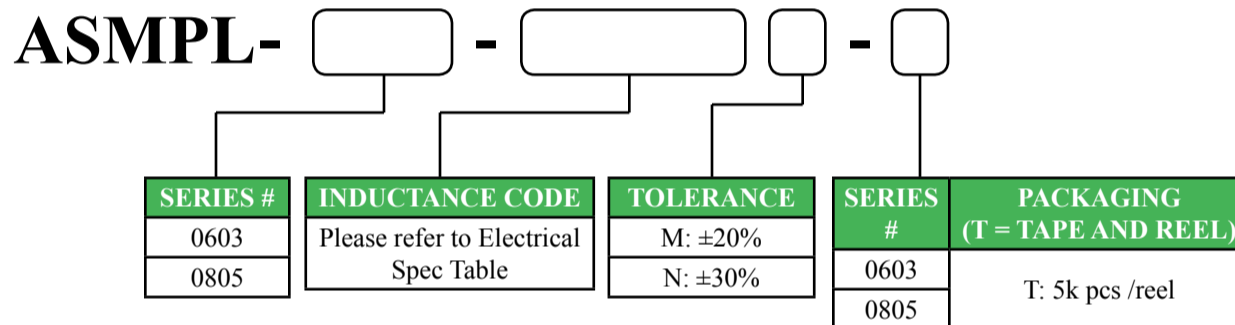 ASMPL- - -
SERIES #
0603
0805
INDUCTANCE CODE
Please refer to Electrical
Spec Table
TOLERANCE
M: ±20%
N: ±30%
SERIES
#
0603
0805
PACKAGING
(T = TAPE AND REEL)
T: 5k pcs /reel